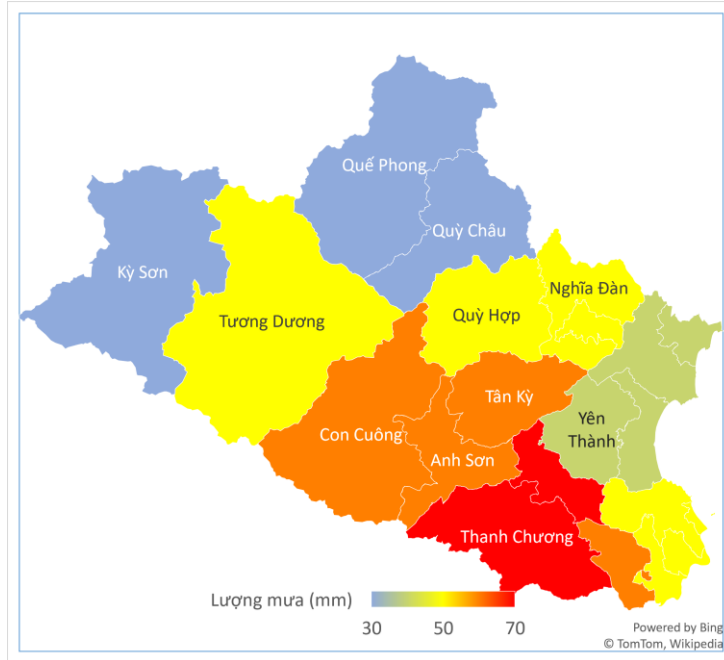 Quế Phong
Quỳ Châu
Kỳ Sơn
Nghĩa Đàn
Quỳ Hợp
Tương Dương
Tân Kỳ
Yên
Thành
Con Cuông
Anh Sơn
Thanh Chương
Lượng mưa (mm)
30 50 70
Powered by Bing
© TomTom, Wikipedia